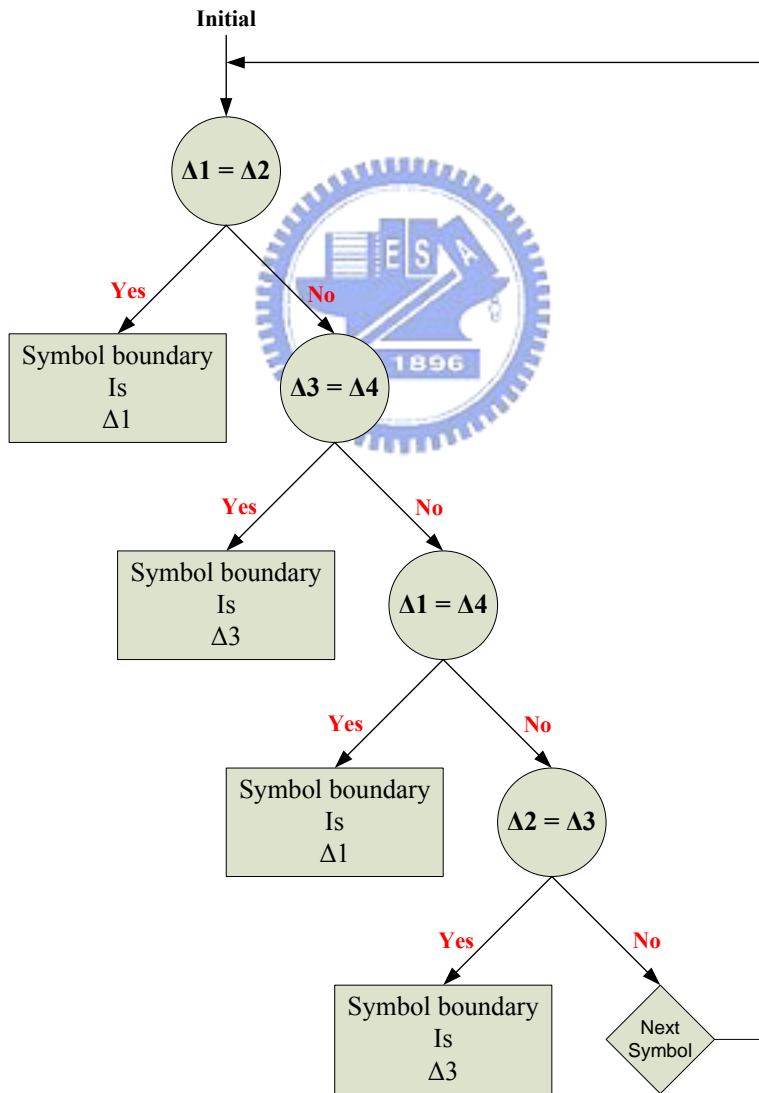 Initial
Δ1 = Δ2
E S A
1896
Yes
No
Symbol boundary
Is
Δ1
Δ3 = Δ4
Yes
No
Symbol boundary
Is
Δ3
Δ1 = Δ4
Yes
No
Symbol boundary
Is
Δ1
Δ2 = Δ3
Yes
No
Symbol boundary
Is
Δ3
Next
Symbol